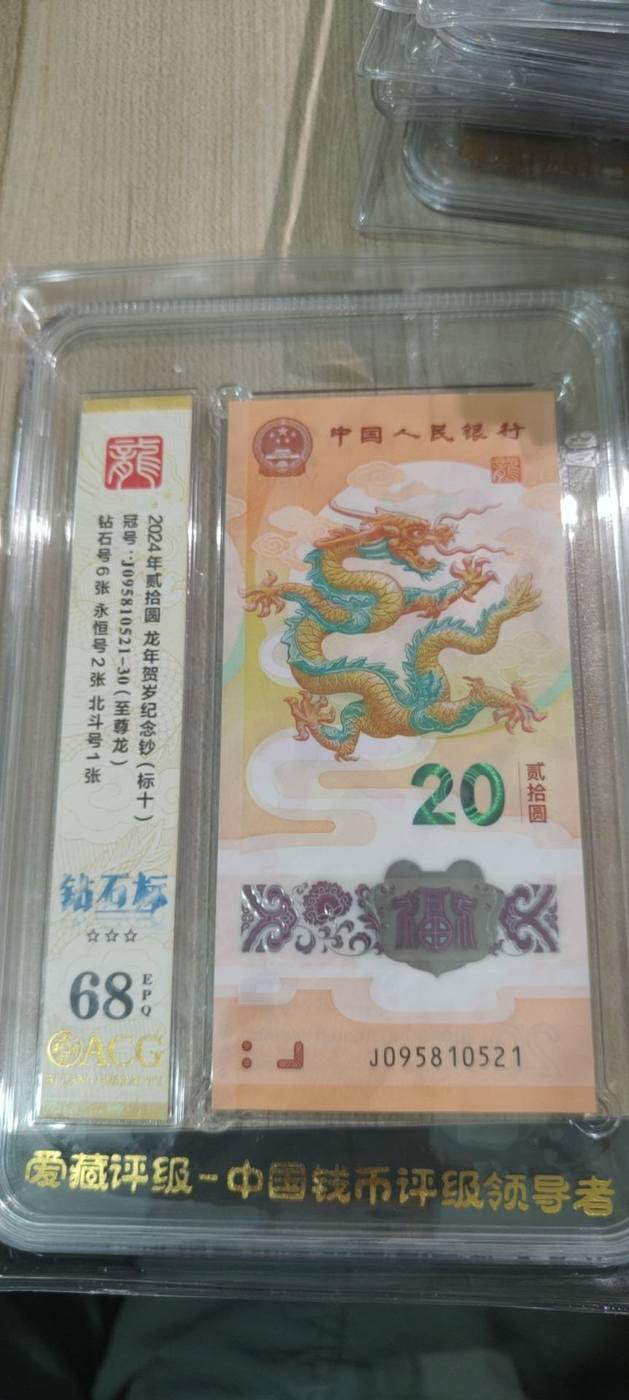 龍
2024年贰拾圆 龙年贺岁纪念钞(标十)
冠号:J095810521-30(至尊龙)
钻石号6张 永恒号2张 北斗号1张
钻石标
☆☆☆
68
EPQ
ACG
中国人民银行
龍
20
贰拾圆
福
J095810521
爱藏评级-中国钱币评级领导者